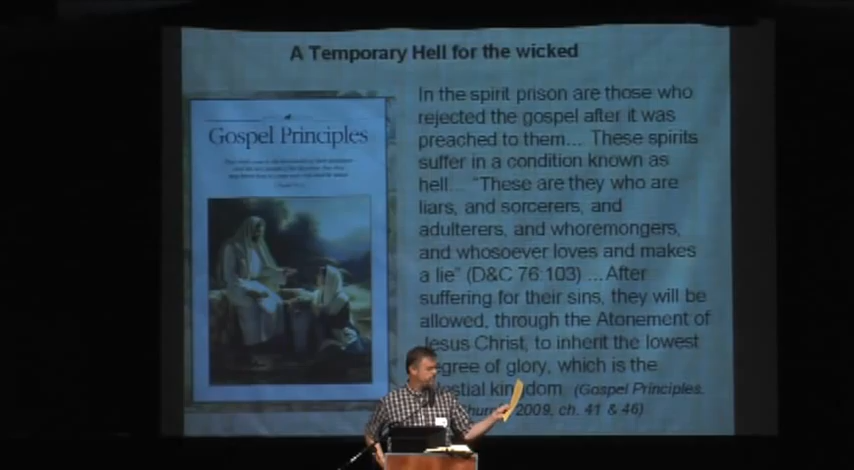 A Temporary Hell for the wicked
Gospel Principles
In the spirit prison are those who
rejected the gospel after it was
preached to them... These spirits
suffer in a condition known as
hell... “These are they who are
liars, and sorcerers, and
adulterers, and whoremongers,
and whosoever loves and makes
a lie” (D&C 76:103) ... After
suffering for their sins, they will be
allowed, through the Atonement of
Jesus Christ, to inherit the lowest
egree of glory, which is the
lestial kingdom (Gospel Principles.
2009, ch. 41 & 46)